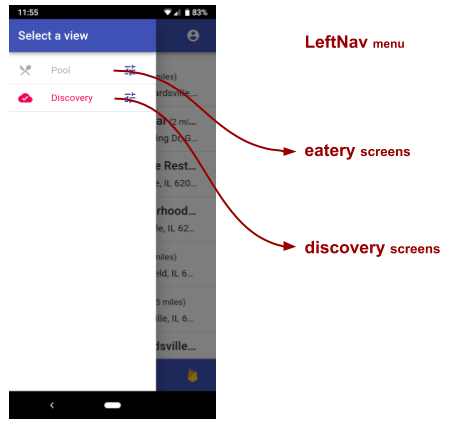 11:55
83%
Select a view
LeftNav menu
Pool
Discovery
miles)
ardsville...
ar (2 mi...
ing Dr, G...
eatery screens
e Rest...
e, IL 620...
rhood...
le, IL 62...
discovery screens
miles)
eld, IL 6...
5 miles)
ille, IL 6...
dsville...